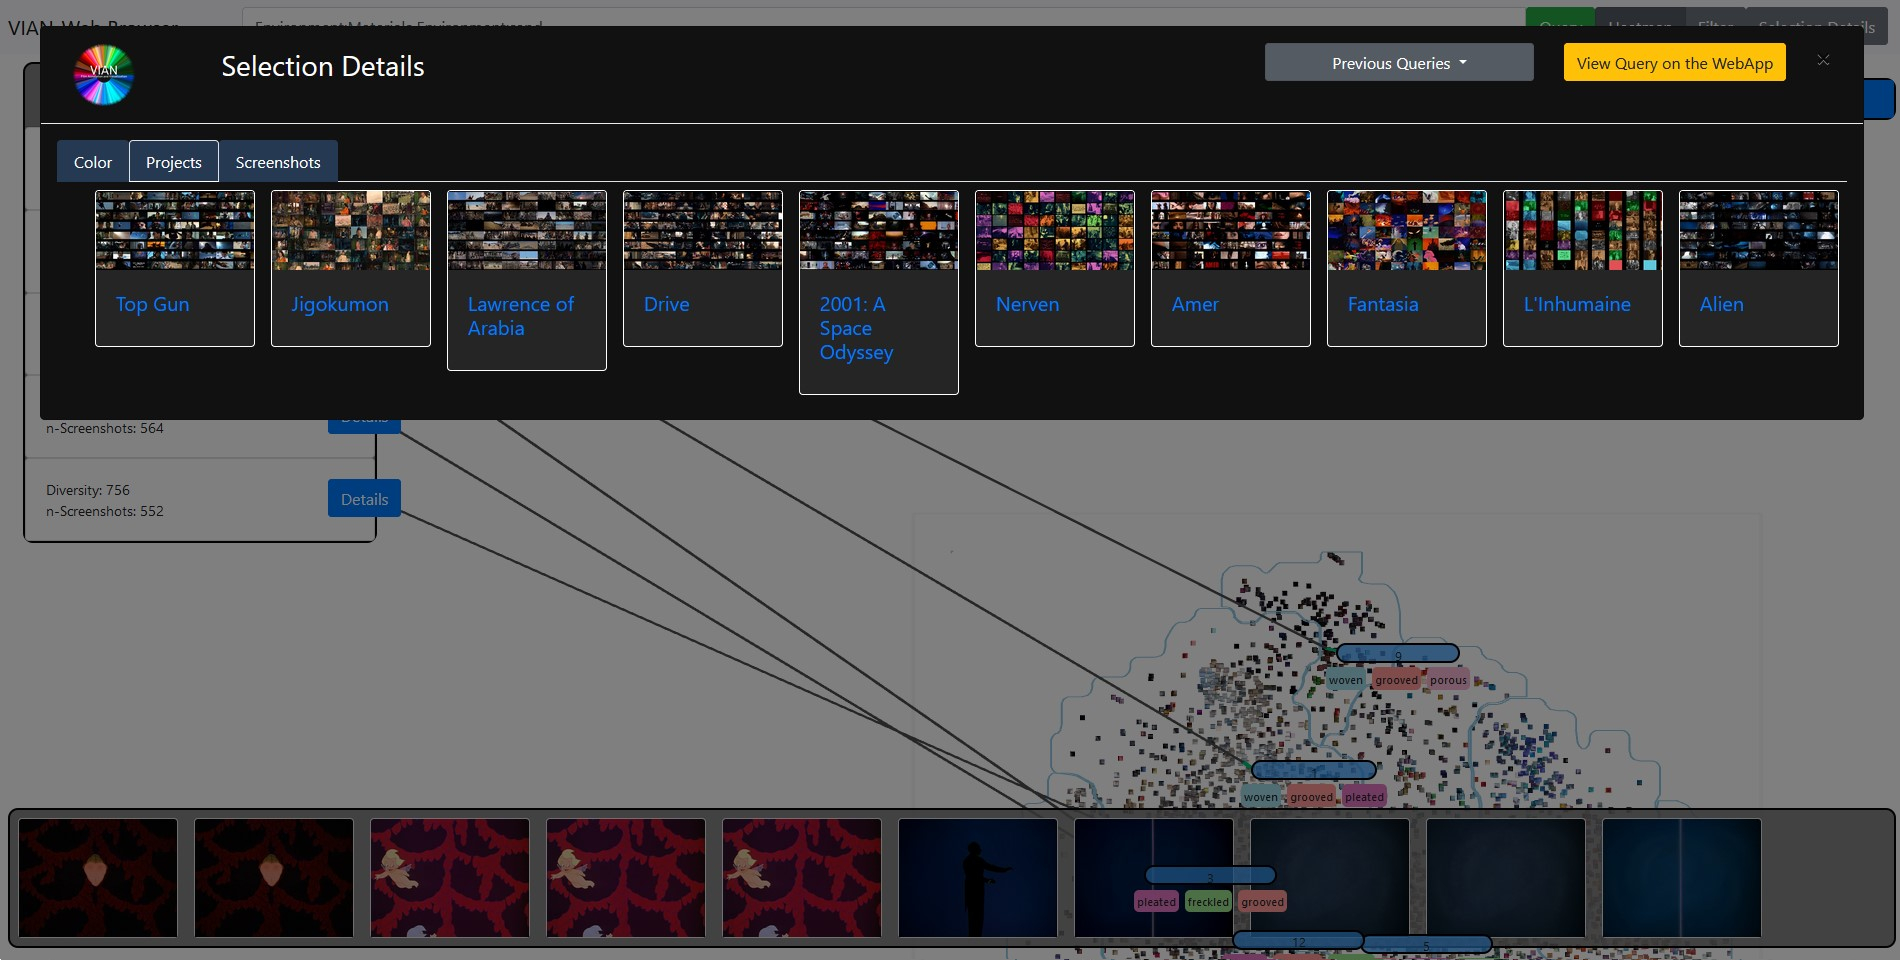 VIAN Web Browser
Environment:Materials Environment:sand
Query
Heatmap
Filter
Selection Details
VIAN
Selection Details
Previous Queries
View Query on the WebApp
×
Color
Projects
Screenshots
Top Gun
Jigokumon
Lawrence of
Arabia
Drive
2001: A
Space
Odyssey
Nerven
Amer
Fantasia
L'Inhumaine
Alien
Details
n-Screenshots: 564
Diversity: 756
n-Screenshots: 552
Details
9
woven
grooved
porous
1
woven
grooved
pleated
3
pleated
freckled
grooved
12
5